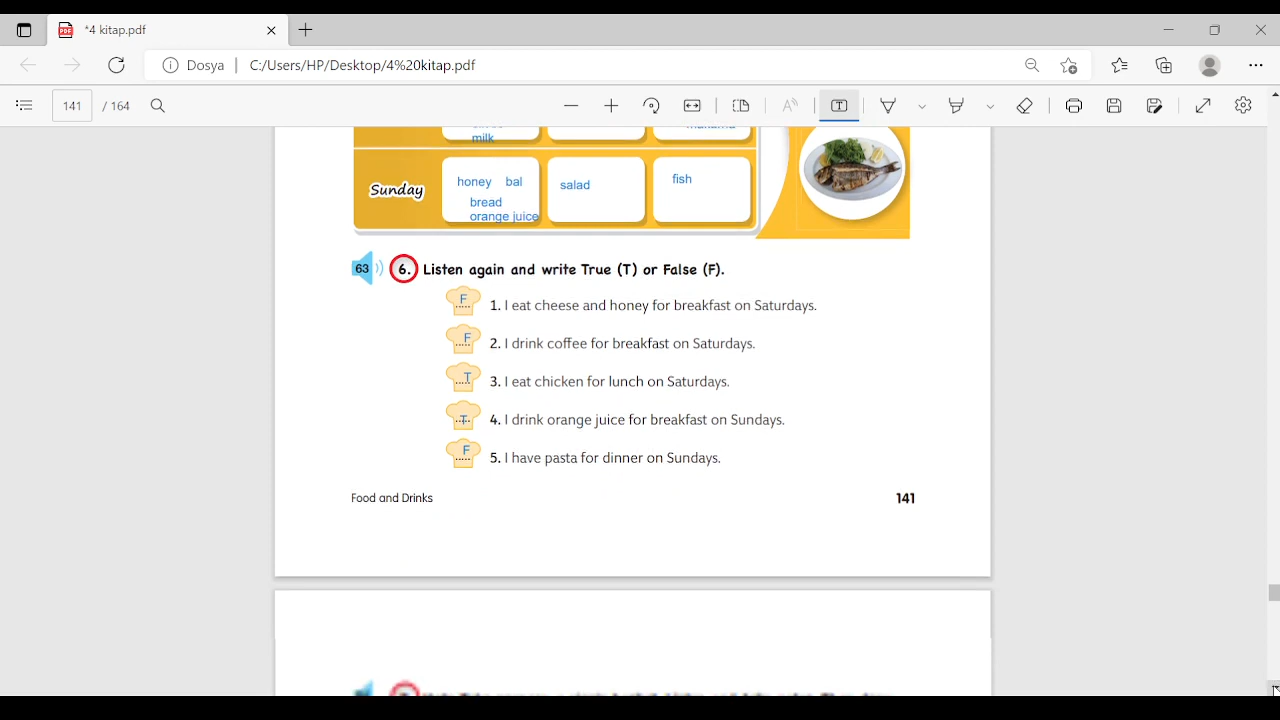 *4 kitap.pdf
Dosya | C:/Users/HP/Desktop/4%20kitap.pdf
141 / 164
milk
Sunday
honey bal
bread
orange juice
salad
fish
63 6. Listen again and write True (T) or False (F).
F 1. I eat cheese and honey for breakfast on Saturdays.
F 2. I drink coffee for breakfast on Saturdays.
T 3. I eat chicken for lunch on Saturdays.
T 4. I drink orange juice for breakfast on Sundays.
F 5. I have pasta for dinner on Sundays.
Food and Drinks 141